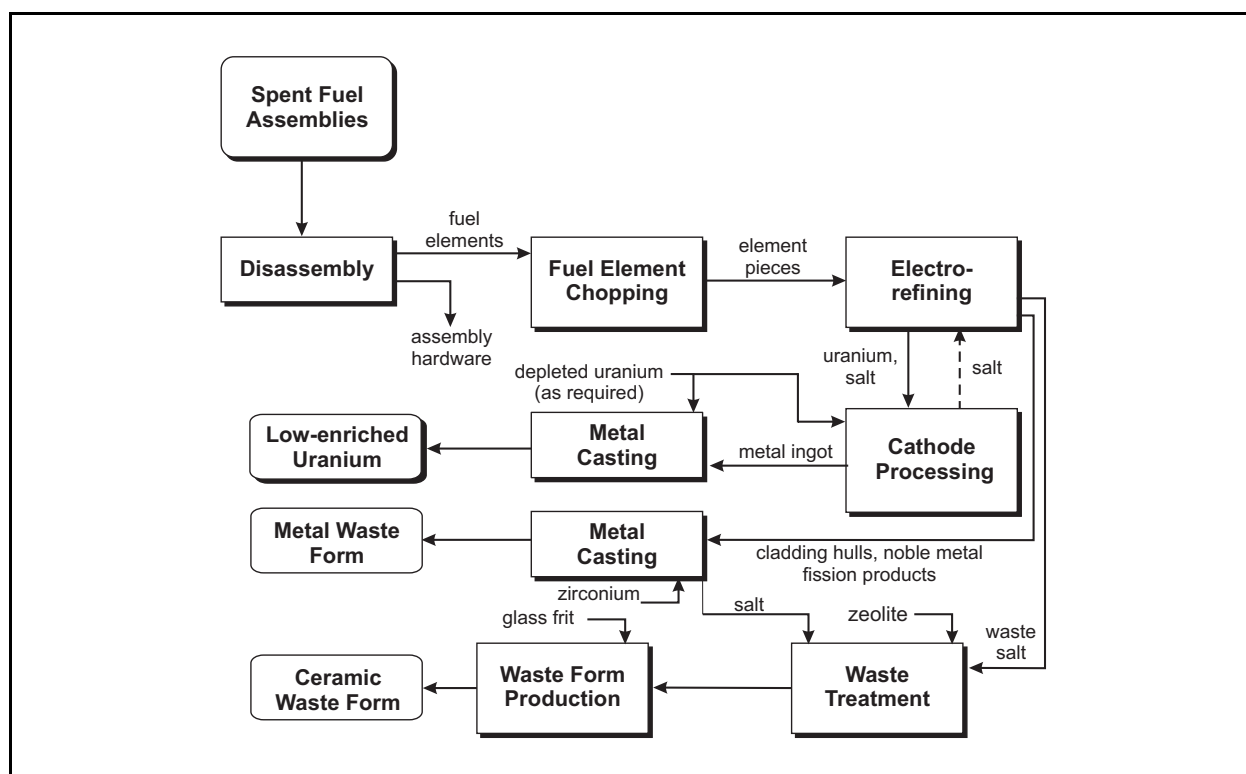 Spent Fuel
Assemblies
fuel
elements
Disassembly
assembly
hardware
Fuel Element
Chopping
element
pieces
Electro-
refining
uranium,
salt
salt
depleted uranium
(as required)
Low-enriched
Uranium
Metal
Casting
metal ingot
Cathode
Processing
Metal Waste
Form
Metal
Casting
cladding hulls, noble metal
fission products
zirconium
salt
glass frit
zeolite
waste
salt
Ceramic
Waste Form
Waste Form
Production
Waste
Treatment